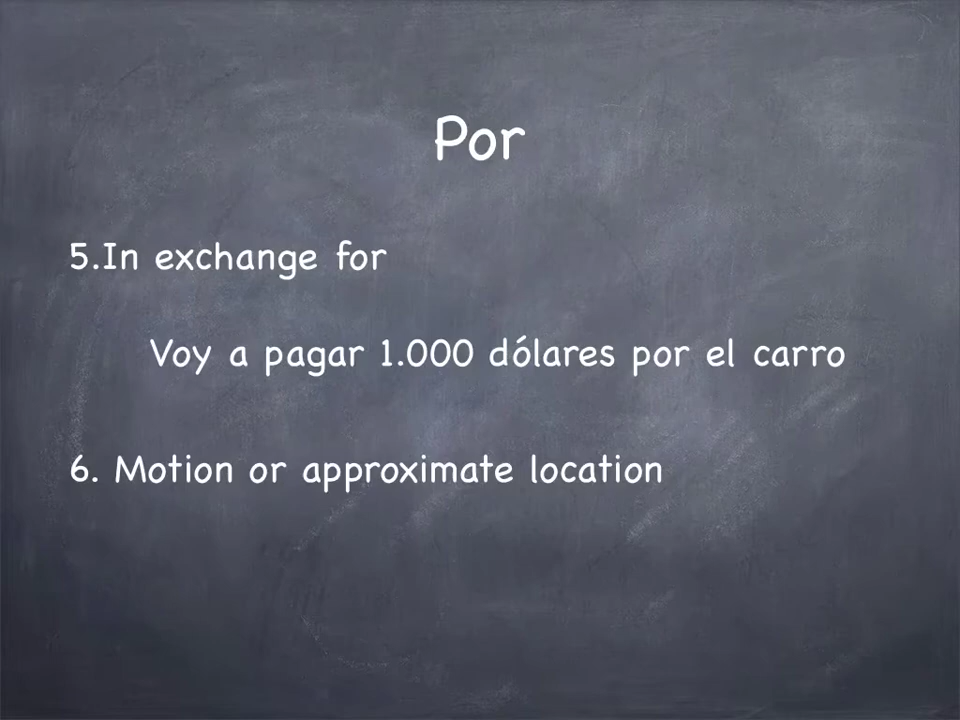 Por
5.In exchange for
Voy a pagar 1.000 dólares por el carro
6. Motion or approximate location